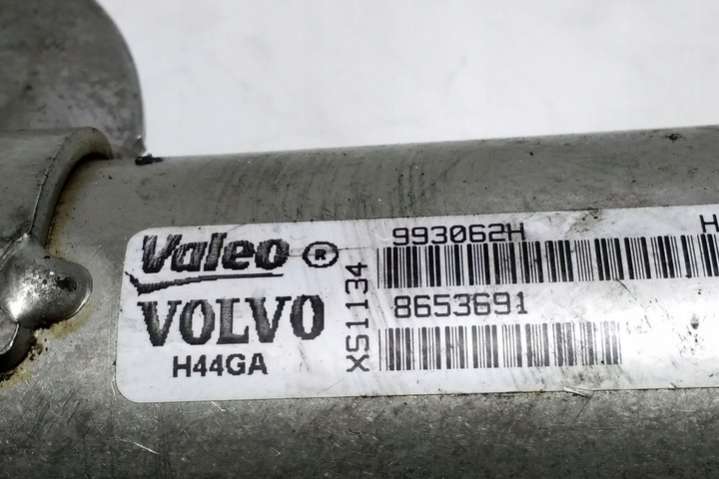 Valeo ®
VOLVO
H44GA
XS1134
993062H
8653691
H